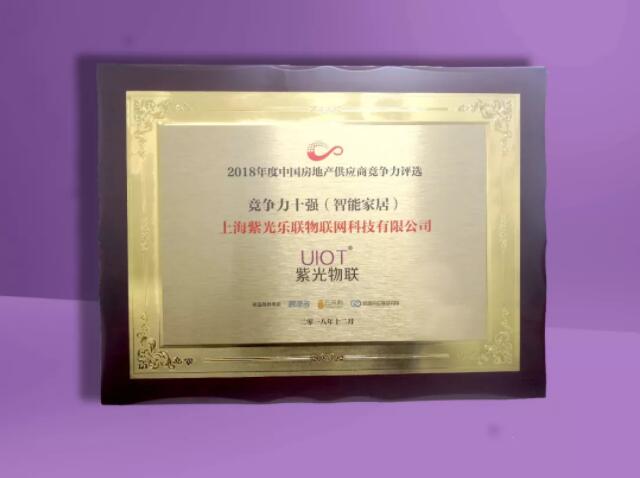 2018年度中国房地产供应商竞争力评选
竞争力十强（智能家居）
上海紫光乐联物联网科技有限公司
UIOT®
紫光物联
二零一八年十二月